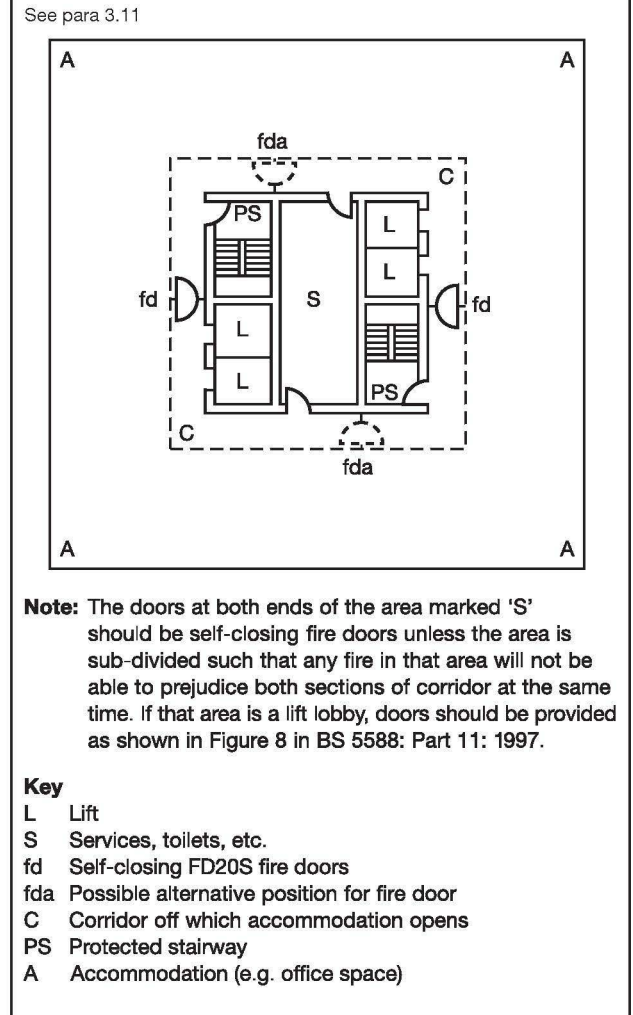 See para 3.11
A A
fda
C
PS
L
L
fd S fd
L
L
PS
C
fda
A A
Note: The doors at both ends of the area marked 'S'
should be self-closing fire doors unless the area is
sub-divided such that any fire in that area will not be
able to prejudice both sections of corridor at the same
time. If that area is a lift lobby, doors should be provided
as shown in Figure 8 in BS 5588: Part 11: 1997.
Key
L Lift
S Services, toilets, etc.
fd Self-closing FD20S fire doors
fda Possible alternative position for fire door
C Corridor off which accommodation opens
PS Protected stairway
A Accommodation (e.g. office space)